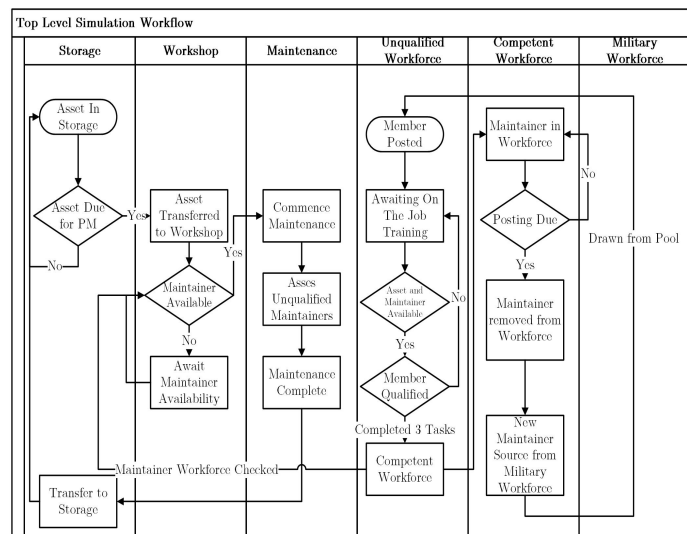 Top Level Simulation Workflow
Storage
Workshop
Maintenance
Unqualified
Workforce
Competent
Workforce
Military
Workforce
Asset In
Storage
Asset Due
for PM
Yes
No
Transfer to
Storage
Asset
Transferred
to Workshop
Maintainer
Available
Yes
No
Await
Maintainer
Availability
Maintainer Workforce Checked
Commence
Maintenance
Asses
Unqualified
Maintainers
Maintenance
Complete
Member
Posted
Awaiting On
The Job
Training
Asset and
Maintainer
Available
No
Yes
Member
Qualified
Completed 3 Tasks
Competent
Workforce
Maintainer in
Workforce
No
Posting Due
Yes
Maintainer
removed from
Workforce
New
Maintainer
Source from
Military
Workforce
Drawn from Pool